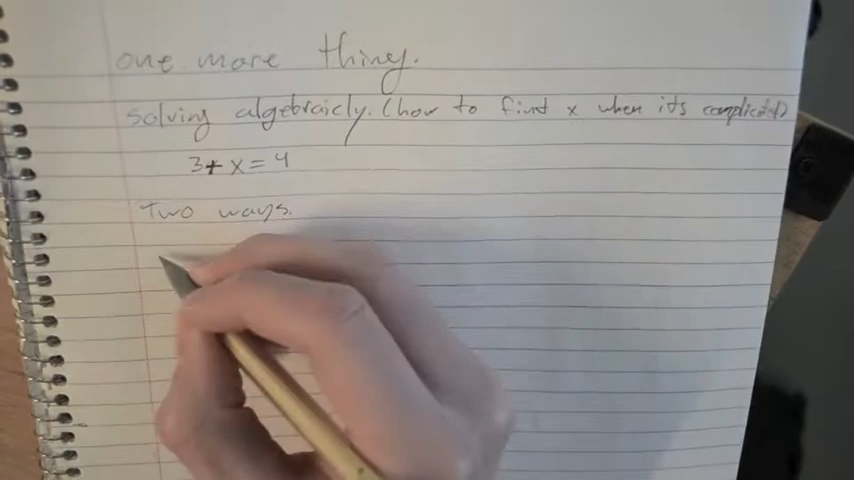 one more thing.
solving algebraicly. (how to find x when its complicated)
3+x=4
Two ways.